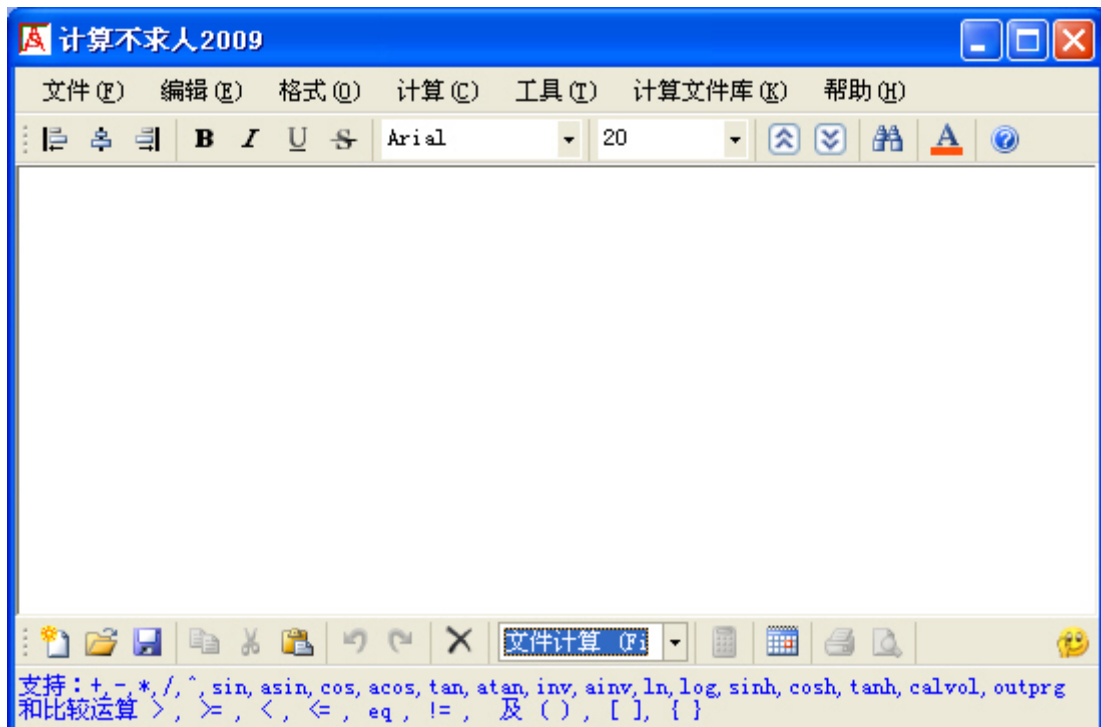 计算不求人2009
文件(F) 编辑(E) 格式(O) 计算(C) 工具(T) 计算文件库(K) 帮助(H)
B I U S Arial 20 A
文件计算 (Fi
支持：+,-,*,/,^,sin,asin,cos,acos,tan,atan,inv,ainv,ln,log,sinh,cosh,tanh,calvol,outprg
和比较运算 > , >= , < , <= , eq , != , 及 ( ) , [ ], { }